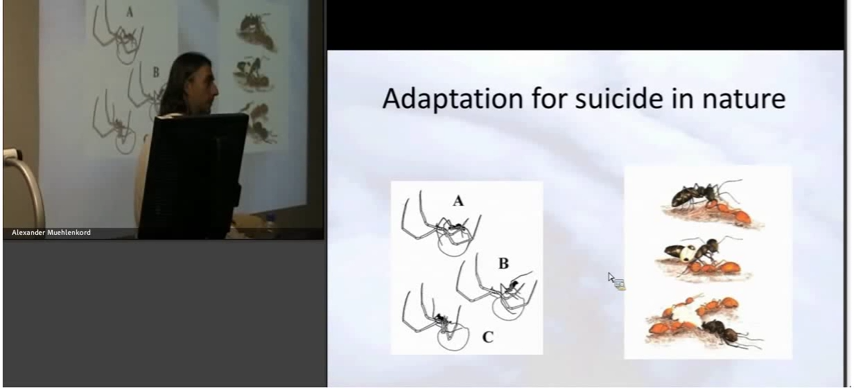 A
B
Alexander Muehlenkord
Adaptation for suicide in nature
A
B
C